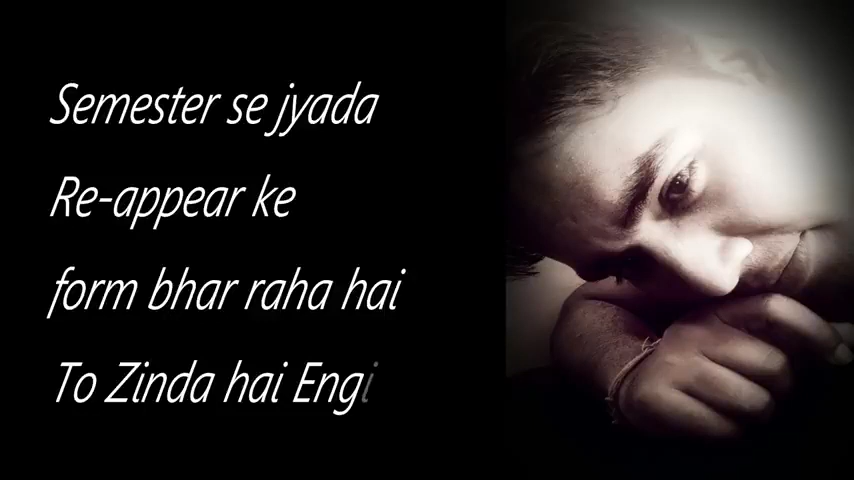 Semester se jyada
Re-appear ke
form bhar raha hai
To Zinda hai Engi